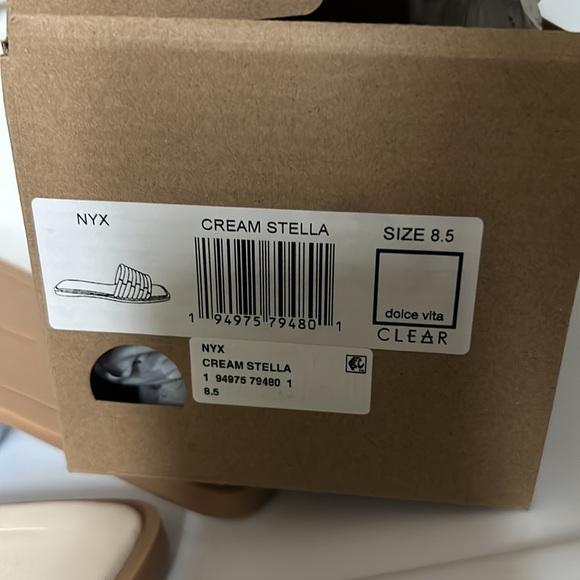 NYX
CREAM STELLA
SIZE 8.5
1 94975 79480 1
dolce vita
CLEAR
NYX
CREAM STELLA
1 94975 79480 1
8.5